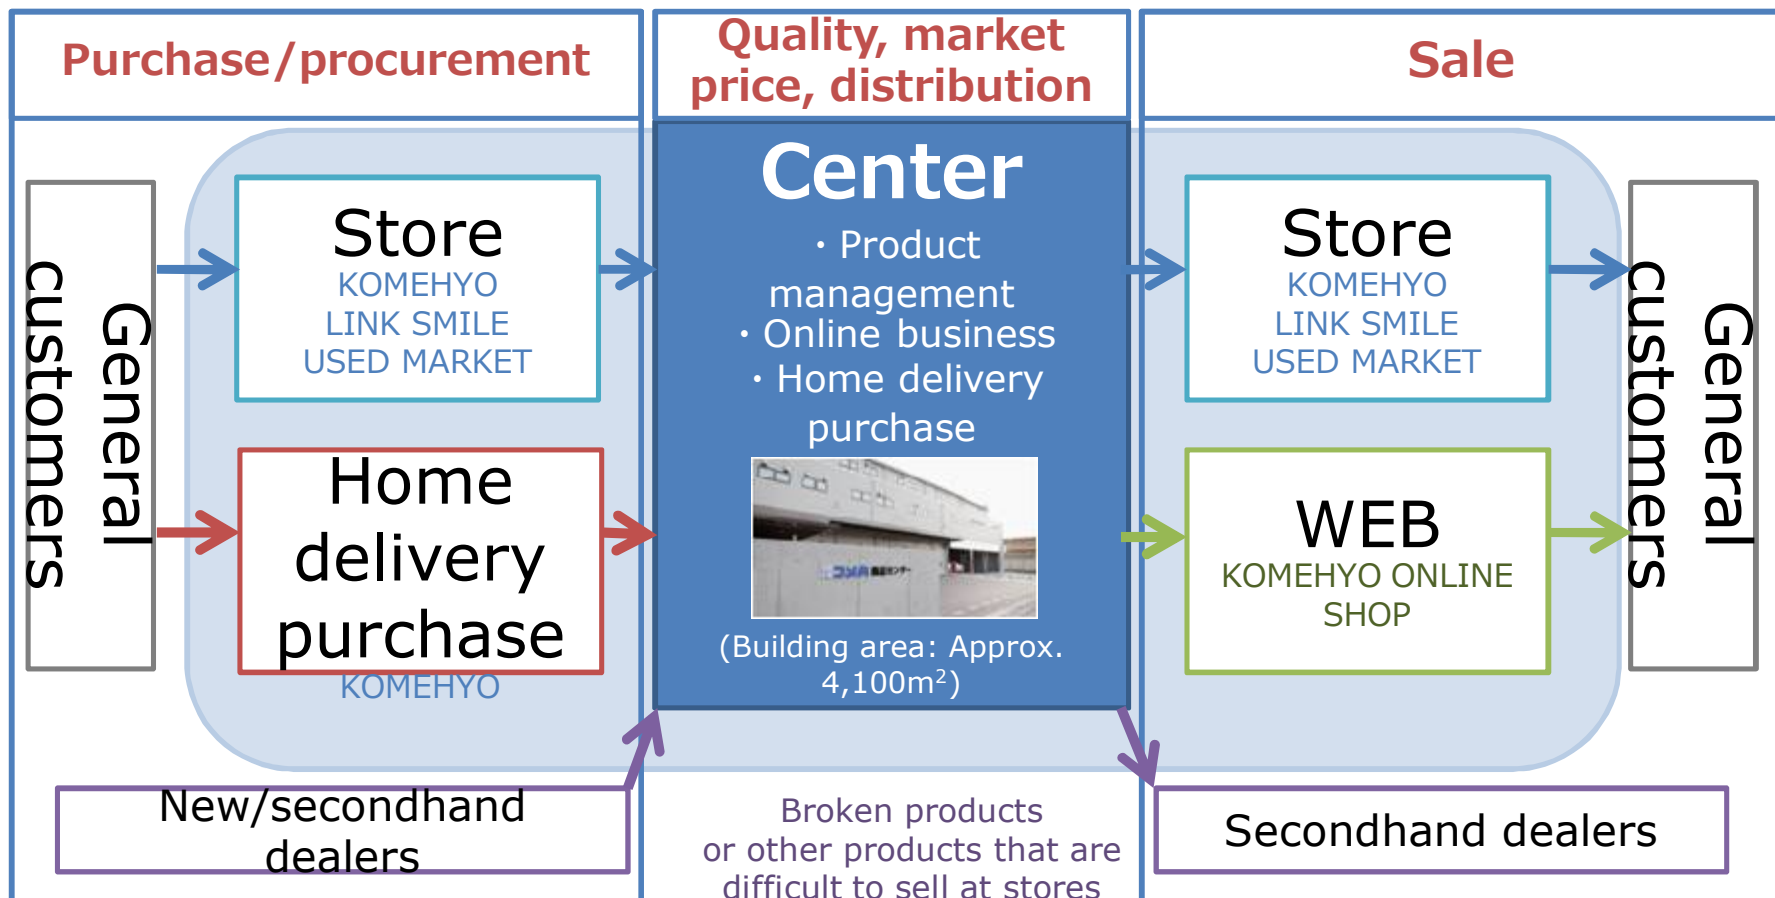 Purchase/procurement
Quality, market
price, distribution
Sale
General
customers
Store
KOMEHYO
LINK SMILE
USED MARKET
Home
delivery
purchase
KOMEHYO
New/secondhand
dealers
Center
・Product
management
・Online business
・Home delivery
purchase
(Building area: Approx.
4,100m²)
Broken products
or other products that are
difficult to sell at stores
Store
KOMEHYO
LINK SMILE
USED MARKET
WEB
KOMEHYO ONLINE
SHOP
General
customers
Secondhand dealers